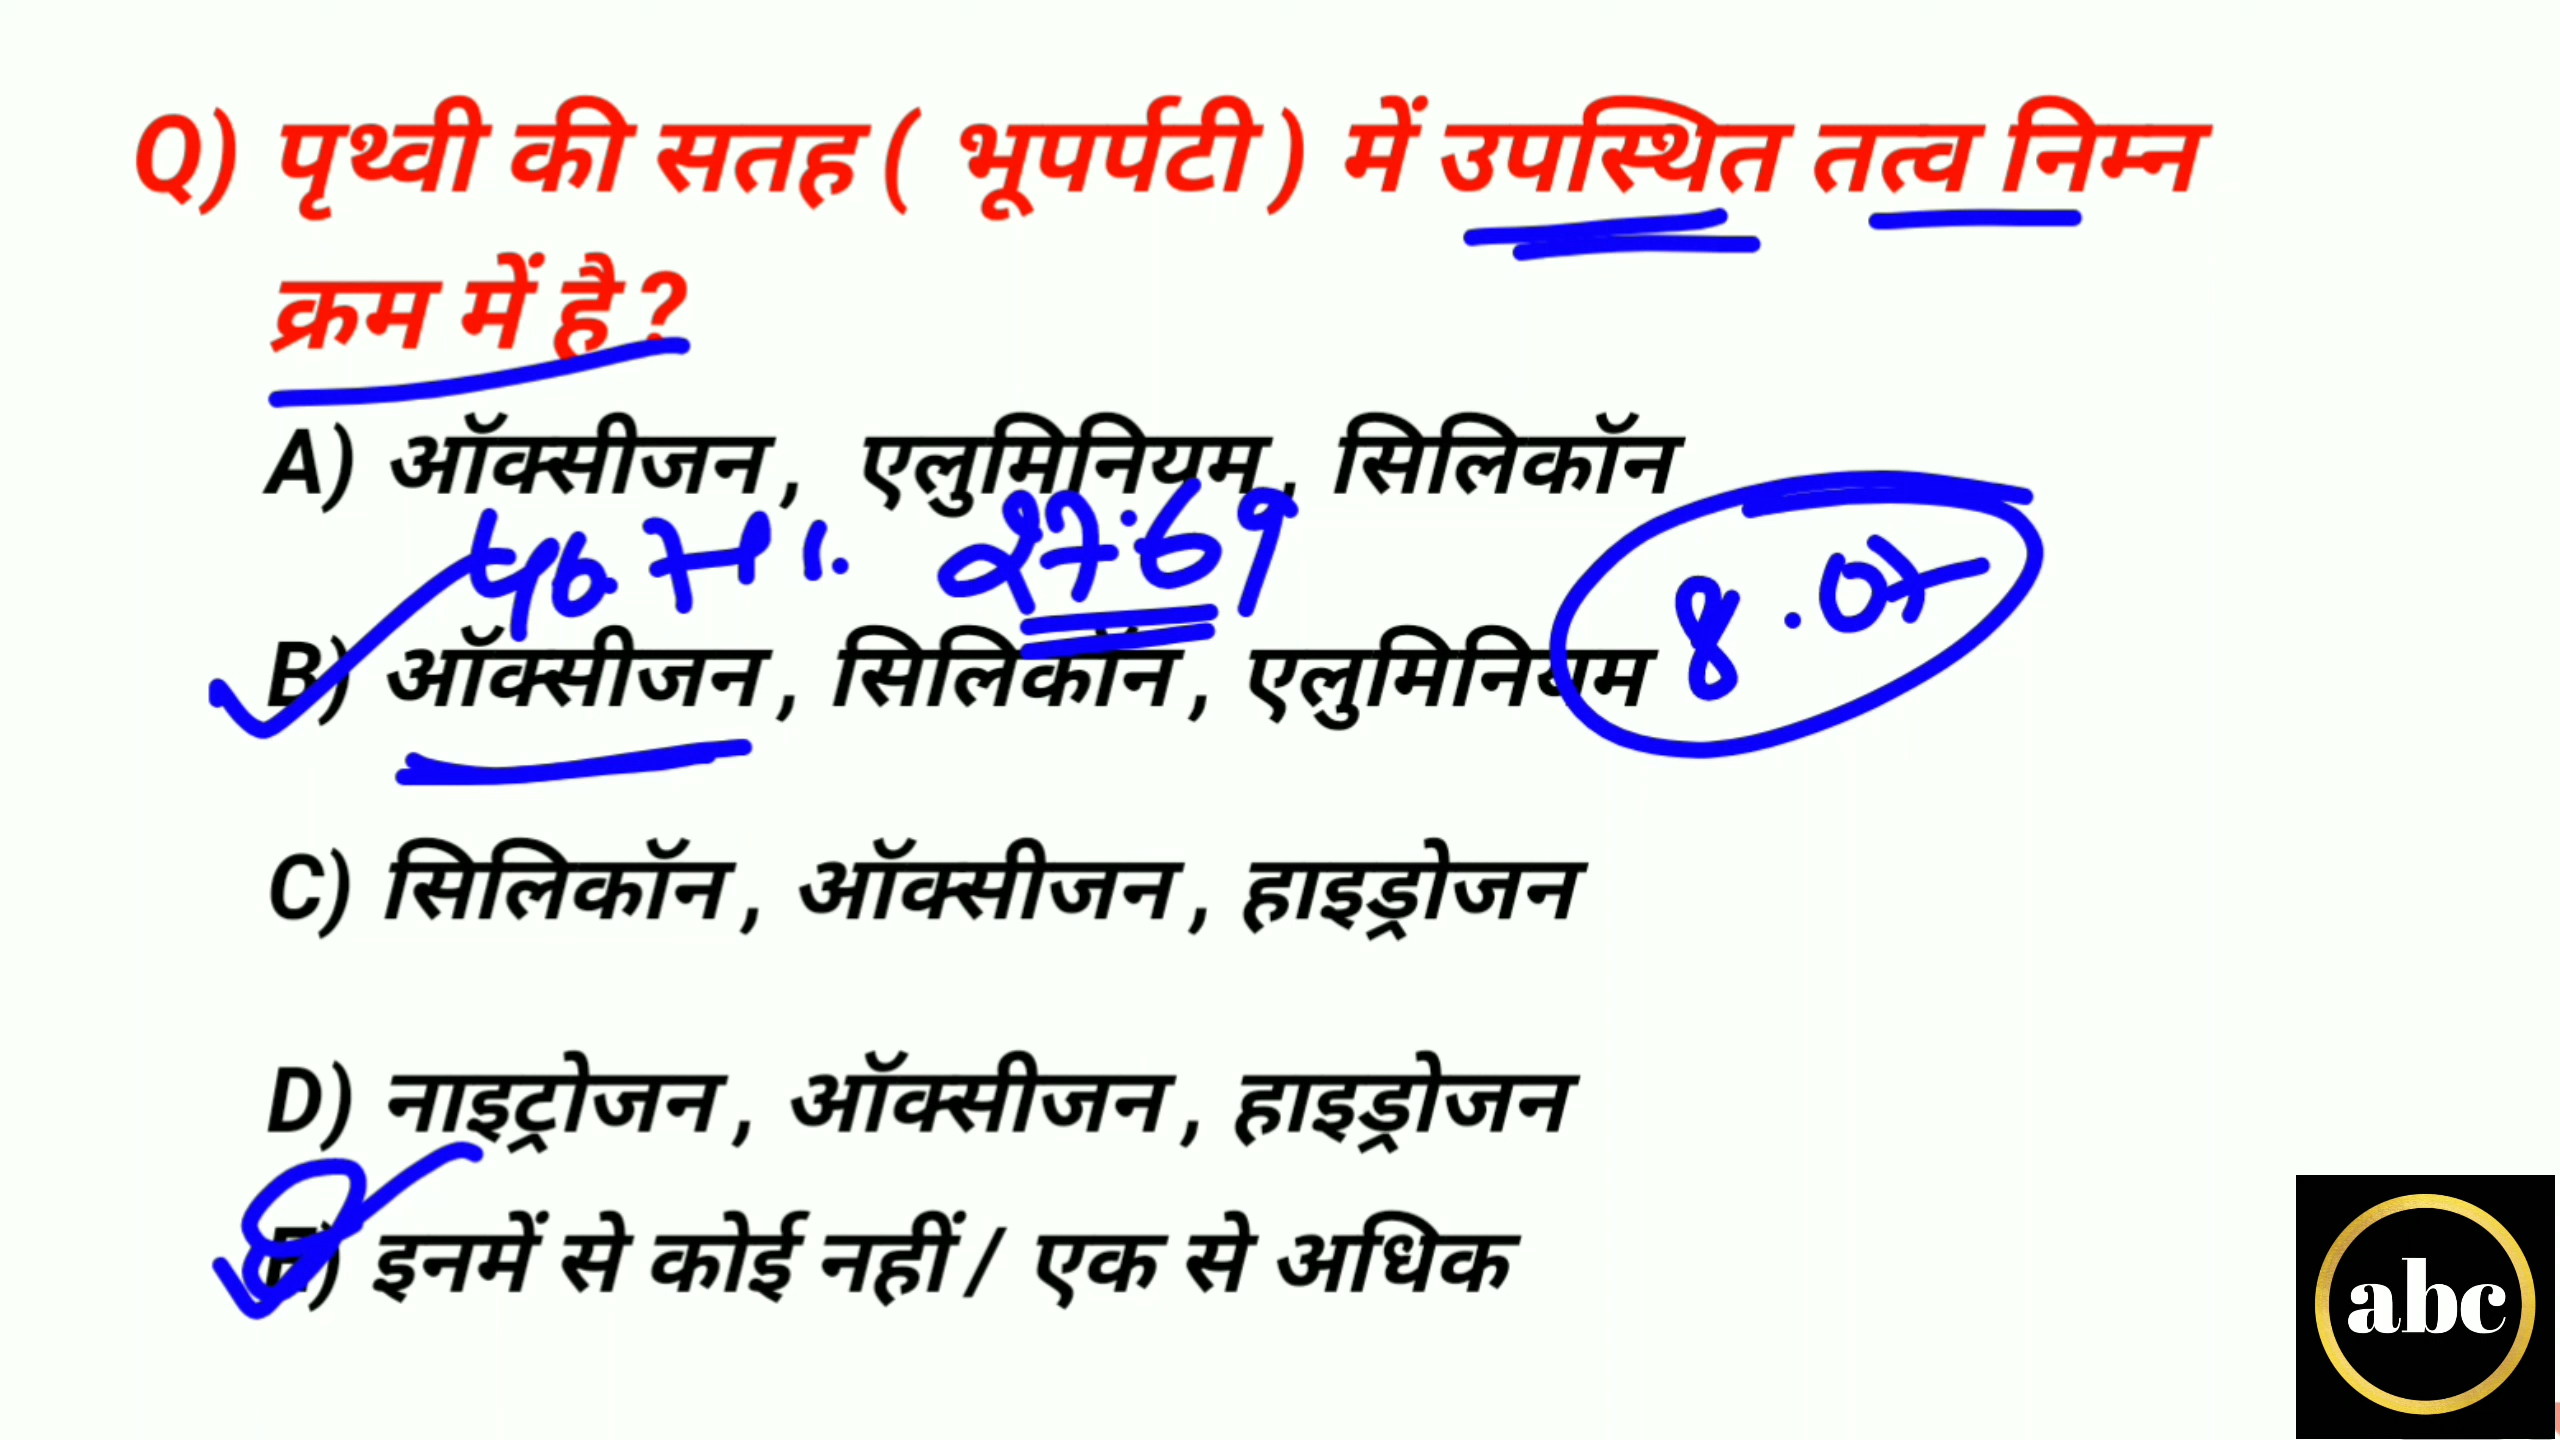 Q) पृथ्वी की सतह ( भूपर्पटी ) में उपस्थित तत्व निम्न
क्रम में है ?
A) ऑक्सीजन , एलुमिनियम , सिलिकॉन
46.71 %. 27.69
8.07
B) ऑक्सीजन , सिलिकॉन , एलुमिनियम
C) सिलिकॉन , ऑक्सीजन , हाइड्रोजन
D) नाइट्रोजन , ऑक्सीजन , हाइड्रोजन
E) इनमें से कोई नहीं / एक से अधिक
abc